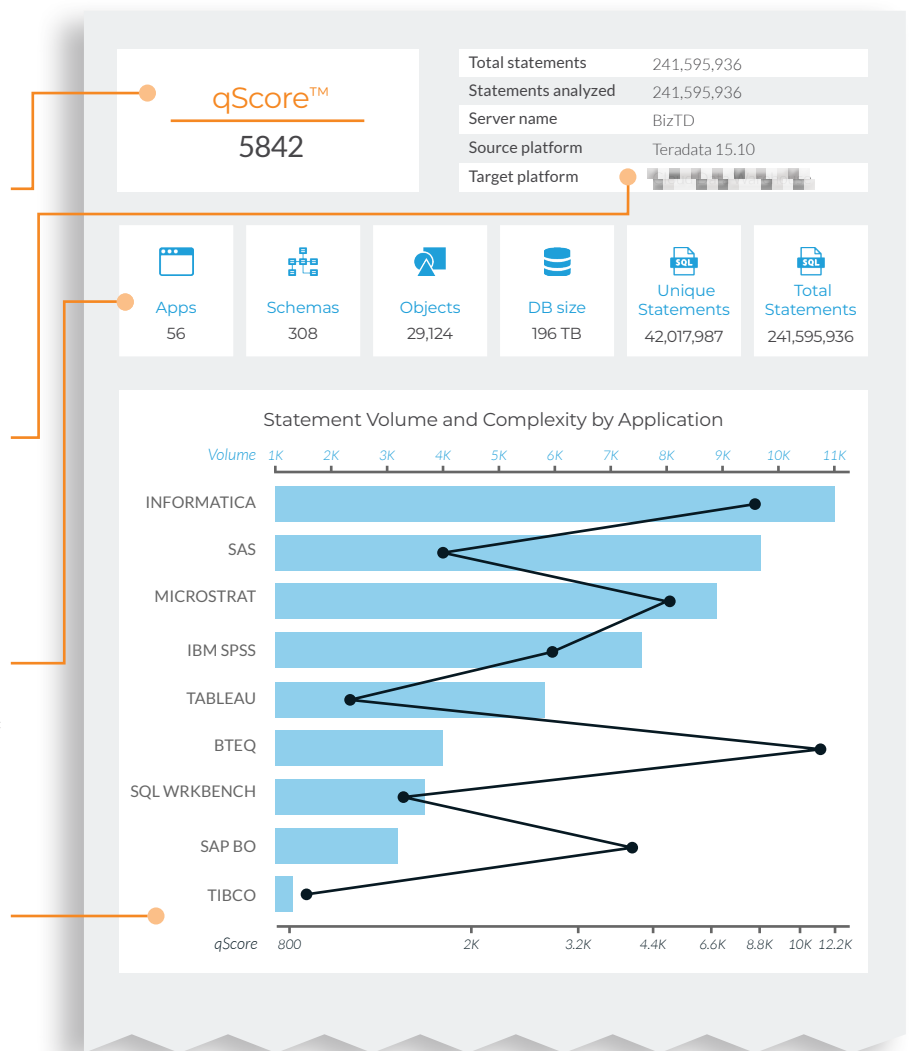 qScore™
5842
Total statements 241,595,936
Statements analyzed 241,595,936
Server name BizTD
Source platform Teradata 15.10
Target platform
Apps
56
Schemas
308
Objects
29,124
DB size
196 TB
SQL
Unique
Statements
42,017,987
SQL
Total
Statements
241,595,936
Statement Volume and Complexity by Application
Volume 1K 2K 3K 4K 5K 6K 7K 8K 9K 10K 11K
INFORMATICA
SAS
MICROSTRAT
IBM SPSS
TABLEAU
BTEQ
SQL WRKBENCH
SAP BO
TIBCO
qScore 800 2K 3.2K 4.4K 6.6K 8.8K 10K 12.2K